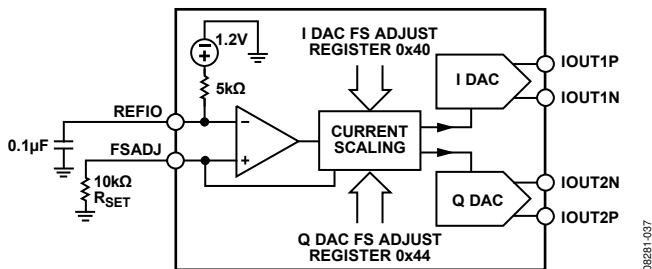 1.2V
I DAC FS ADJUST
REGISTER 0x40
5kΩ
I DAC
IOUT1P
IOUT1N
REFIO
0.1µF
FSADJ
–
+
CURRENT
SCALING
10kΩ
RSET
Q DAC
IOUT2N
IOUT2P
Q DAC FS ADJUST
REGISTER 0x44
08281-037